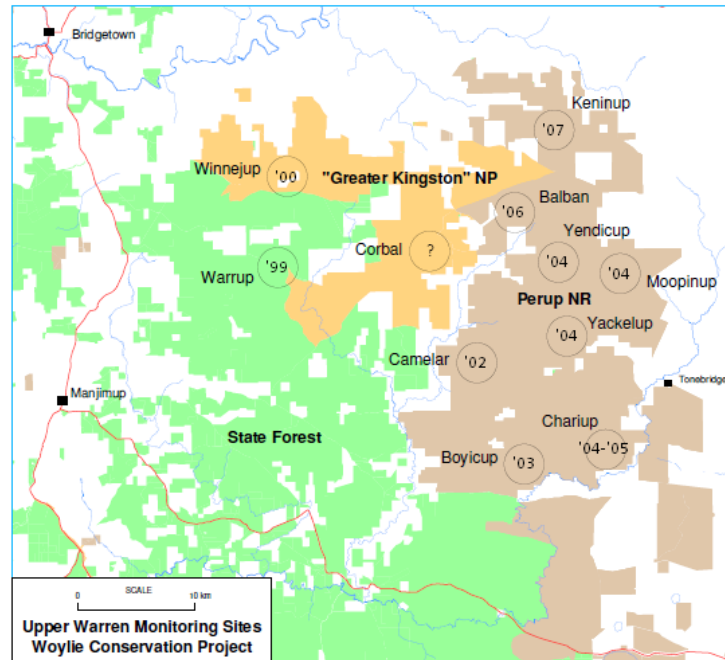 Bridgetown
Keninup
'07
Winnejup
'00
"Greater Kingston" NP
Balban
'06
Yendicup
Corbal
?
Warrup
'99
'04
'04
Moopinup
Perup NR
Yackelup
'04
Camelar
'02
Tonebridge
Manjimup
Chariup
State Forest
'04-'05
Boyicup
'03
SCALE
0
10 km
Upper Warren Monitoring Sites
Woylie Conservation Project